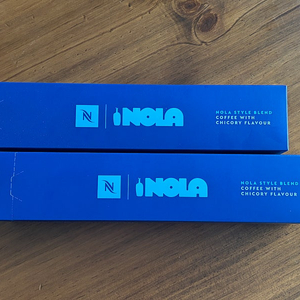 N
NOLA
NOLA STYLE BLEND
COFFEE WITH
CHICORY FLAVOUR
N
NOLA
NOLA STYLE BLEND
COFFEE WITH
CHICORY FLAVOUR